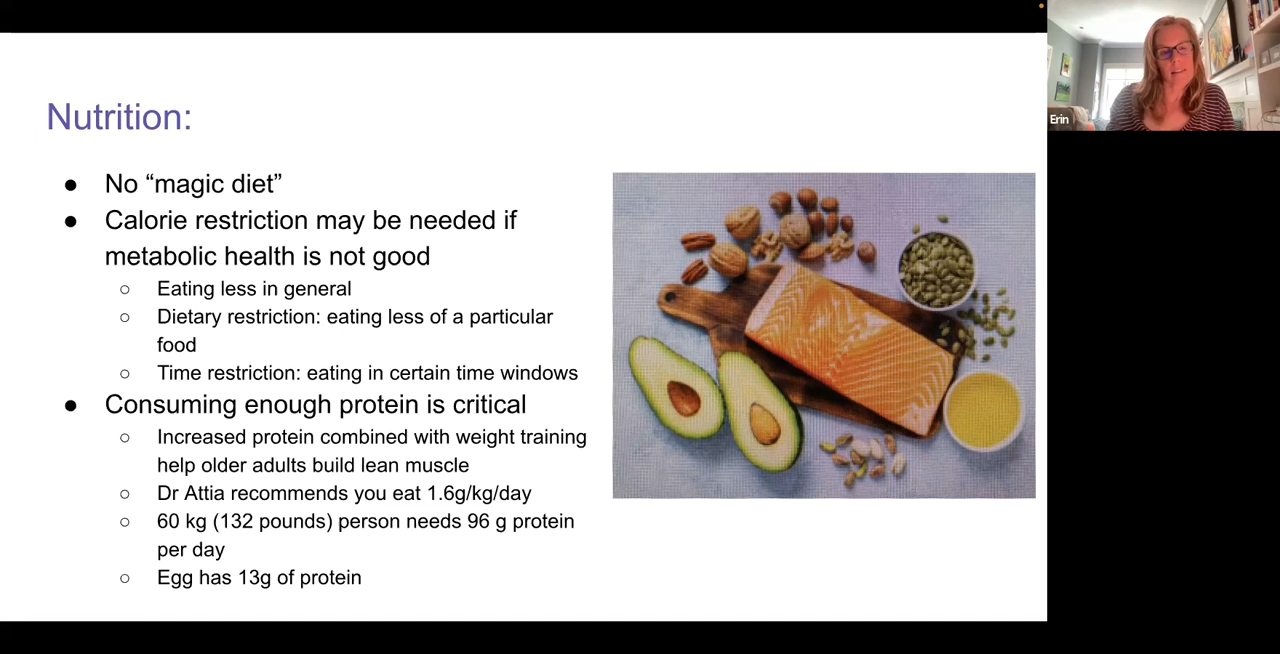 Nutrition:
● No “magic diet”
● Calorie restriction may be needed if
metabolic health is not good
○ Eating less in general
○ Dietary restriction: eating less of a particular
food
○ Time restriction: eating in certain time windows
● Consuming enough protein is critical
○ Increased protein combined with weight training
help older adults build lean muscle
○ Dr Attia recommends you eat 1.6g/kg/day
○ 60 kg (132 pounds) person needs 96 g protein
per day
○ Egg has 13g of protein
Erin